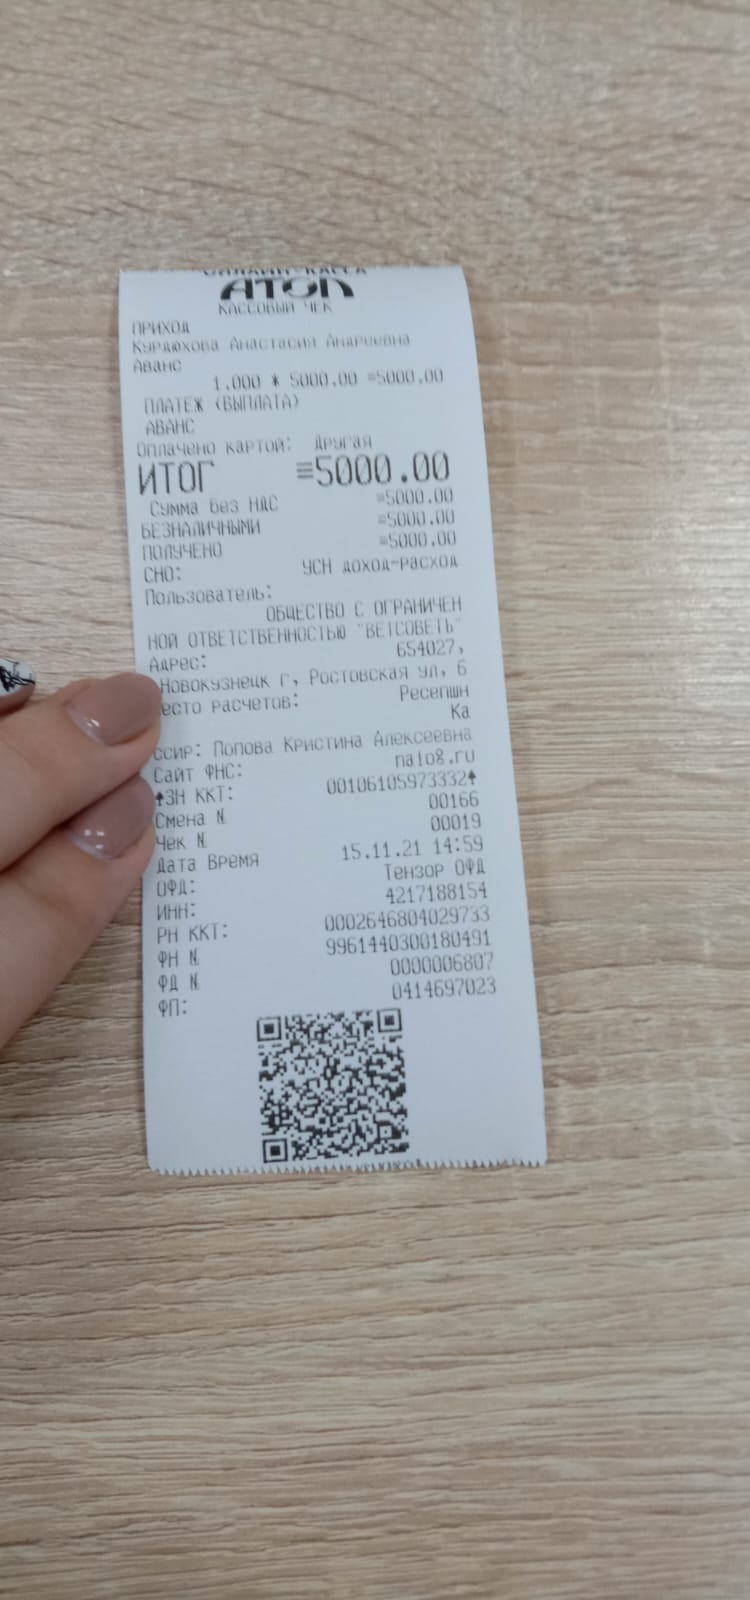 ОНЛАЙН-КАССА
АТОЛ
КАССОВЫЙ ЧЕК
ПРИХОД
Курдюхова Анастасия Андреевна
Аванс
1.000 * 5000.00 =5000.00
ПЛАТЕЖ (ВЫПЛАТА)
АВАНС
Оплачено картой: Другая
ИТОГ =5000.00
Сумма без НДС =5000.00
БЕЗНАЛИЧНЫМИ =5000.00
ПОЛУЧЕНО =5000.00
СНО: УСН доход-расход
Пользователь:
ОБЩЕСТВО С ОГРАНИЧЕН
НОЙ ОТВЕТСТВЕННОСТЬЮ "ВЕТСОВЕТЬ"
Адрес: 654027,
Новокузнецк г, Ростовская ул, 6
есто расчетов: Ресепшн
Ка
ссир: Попова Кристина Алексеевна
Сайт ФНС: nalog.ru
↑ЗН ККТ: 00106105973332↑
Смена № 00166
Чек № 00019
Дата Время 15.11.21 14:59
ОФД: Тензор ОФД
ИНН: 4217188154
РН ККТ: 0002646804029733
ФН № 9961440300180491
ФД № 0000006807
ФП: 0414697023